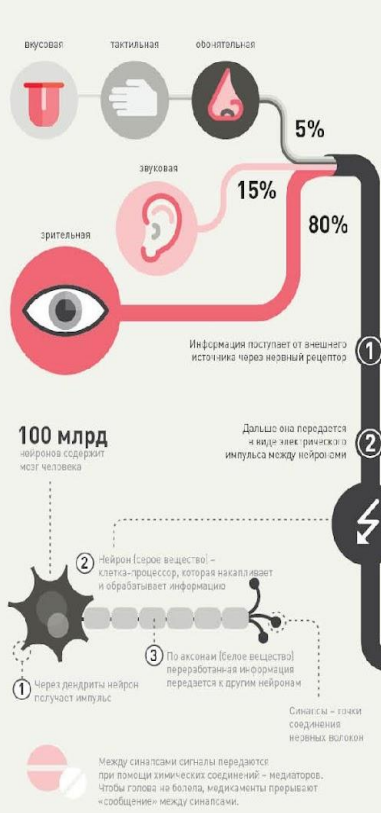 вкусовая
тактильная
обонятельная
5%
звуковая
15%
80%
зрительная
Информация поступает от внешнего
источника через нервный рецептор
1
Дальше она передается
в виде электрического
импульса между нейронами
2
100 млрд
нейронов содержит
мозг человека
2 Нейрон (серое вещество) –
клетка-процессор, которая накапливает
и обрабатывает информацию
3 По аксонам (белое вещество)
переработанная информация
передается к другим нейронам
1 Через дендриты нейрон
получает импульс
Синапсы – точки
соединения
нервных волокон
Между синапсами сигналы передаются
при помощи химических соединений – медиаторов.
Чтобы голова не болела, медикаменты прерывают
«сообщение» между синапсами.